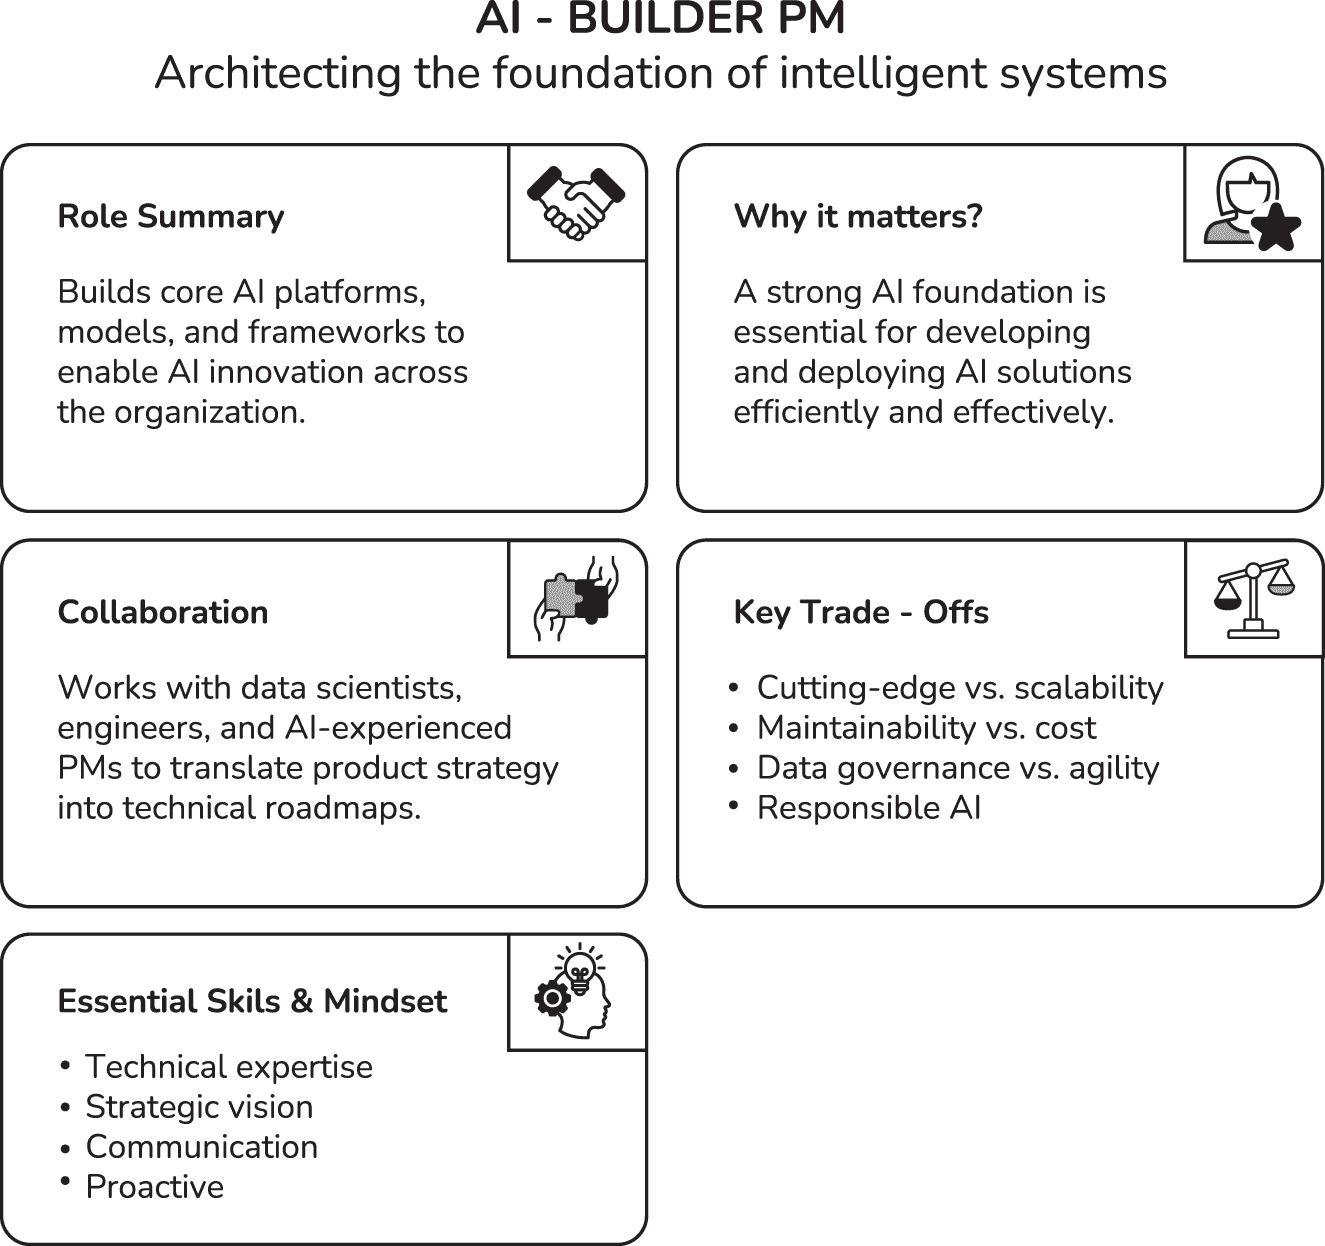 AI - BUILDER PM
Architecting the foundation of intelligent systems
Role Summary
Builds core AI platforms,
models, and frameworks to
enable AI innovation across
the organization.
Why it matters?
A strong AI foundation is
essential for developing
and deploying AI solutions
efficiently and effectively.
Collaboration
Works with data scientists,
engineers, and AI-experienced
PMs to translate product strategy
into technical roadmaps.
Key Trade - Offs
• Cutting-edge vs. scalability
• Maintainability vs. cost
• Data governance vs. agility
• Responsible AI
Essential Skils & Mindset
• Technical expertise
• Strategic vision
• Communication
• Proactive